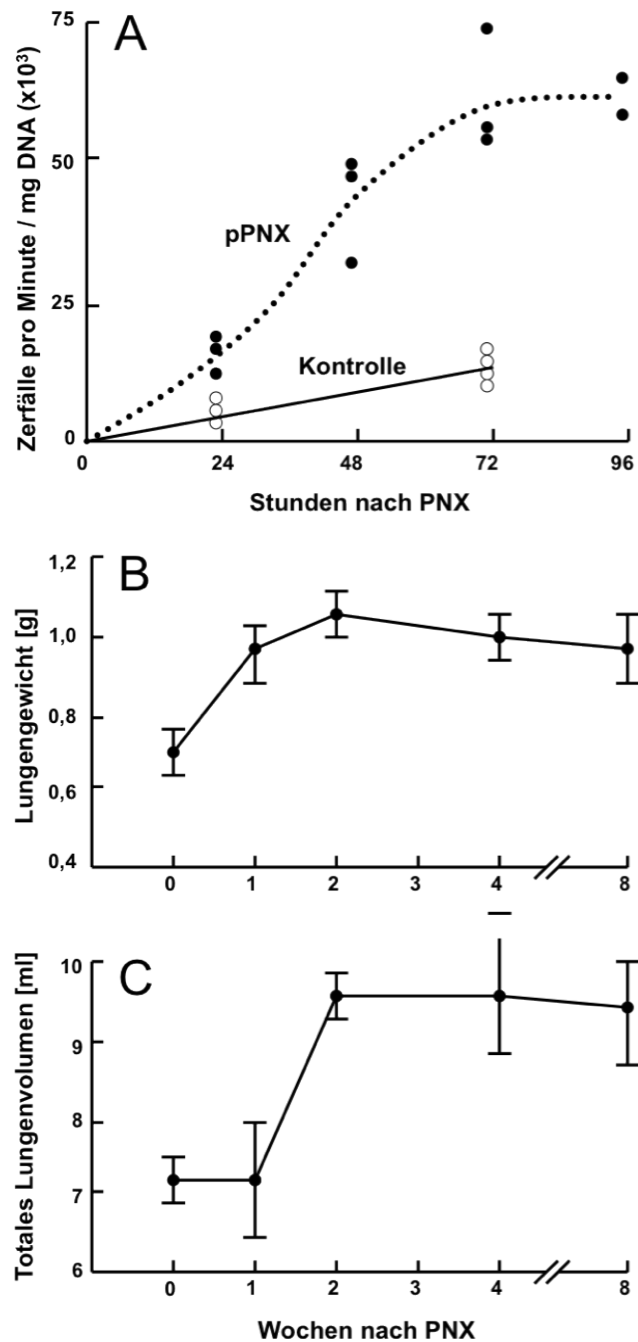 A
Zerfälle pro Minute / mg DNA (x10³)
75
50
25
0
pPNX
Kontrolle
0 24 48 72 96
Stunden nach PNX
B
Lungengewicht [g]
1,2
1,0
0,8
0,6
0,4
0 1 2 3 4 8
C
Totales Lungenvolumen [ml]
10
9
8
7
6
0 1 2 3 4 8
Wochen nach PNX